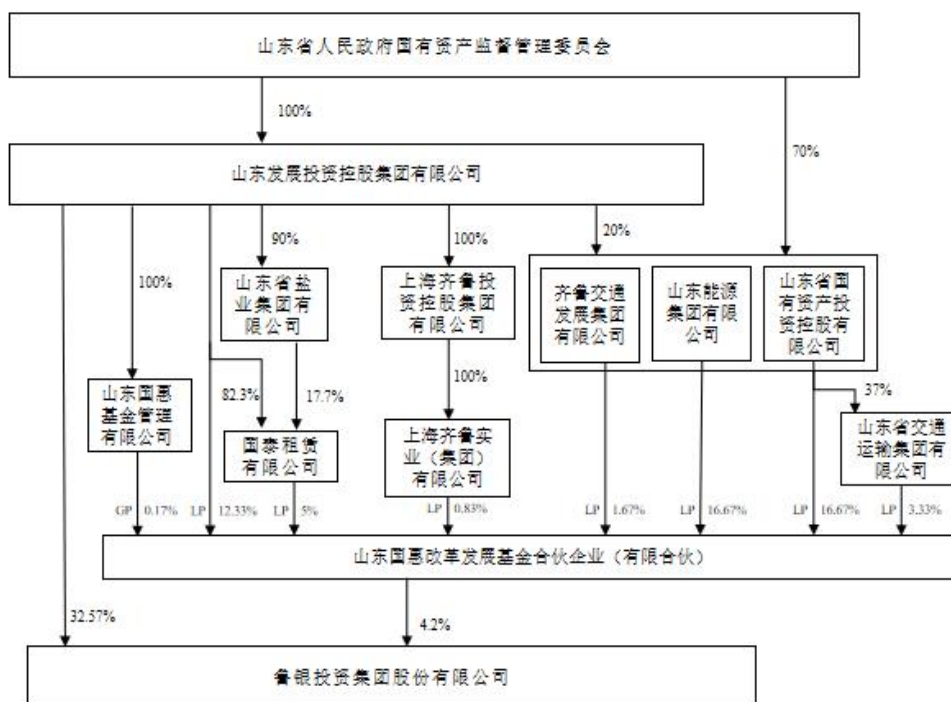 山东省人民政府国有资产监督管理委员会
100%
70%
山东发展投资控股集团有限公司
90%
100%
20%
100%
山东省盐
业集团有
限公司
上海齐鲁投
资控股集团
有限公司
齐鲁交通
发展集团
有限公司
山东能源
集团有限
公司
山东省国
有资产投
资控股有
限公司
100%
82.3%
17.7%
37%
山东国惠
基金管理
有限公司
国泰租赁
有限公司
上海齐鲁实
业（集团）
有限公司
山东省交通
运输集团有
限公司
GP 0.17%
LP 12.33%
LP 5%
LP 0.83%
LP 1.67%
LP 16.67%
LP 16.67%
LP 3.33%
山东国惠改革发展基金合伙企业（有限合伙）
32.57%
4.2%
鲁银投资集团股份有限公司